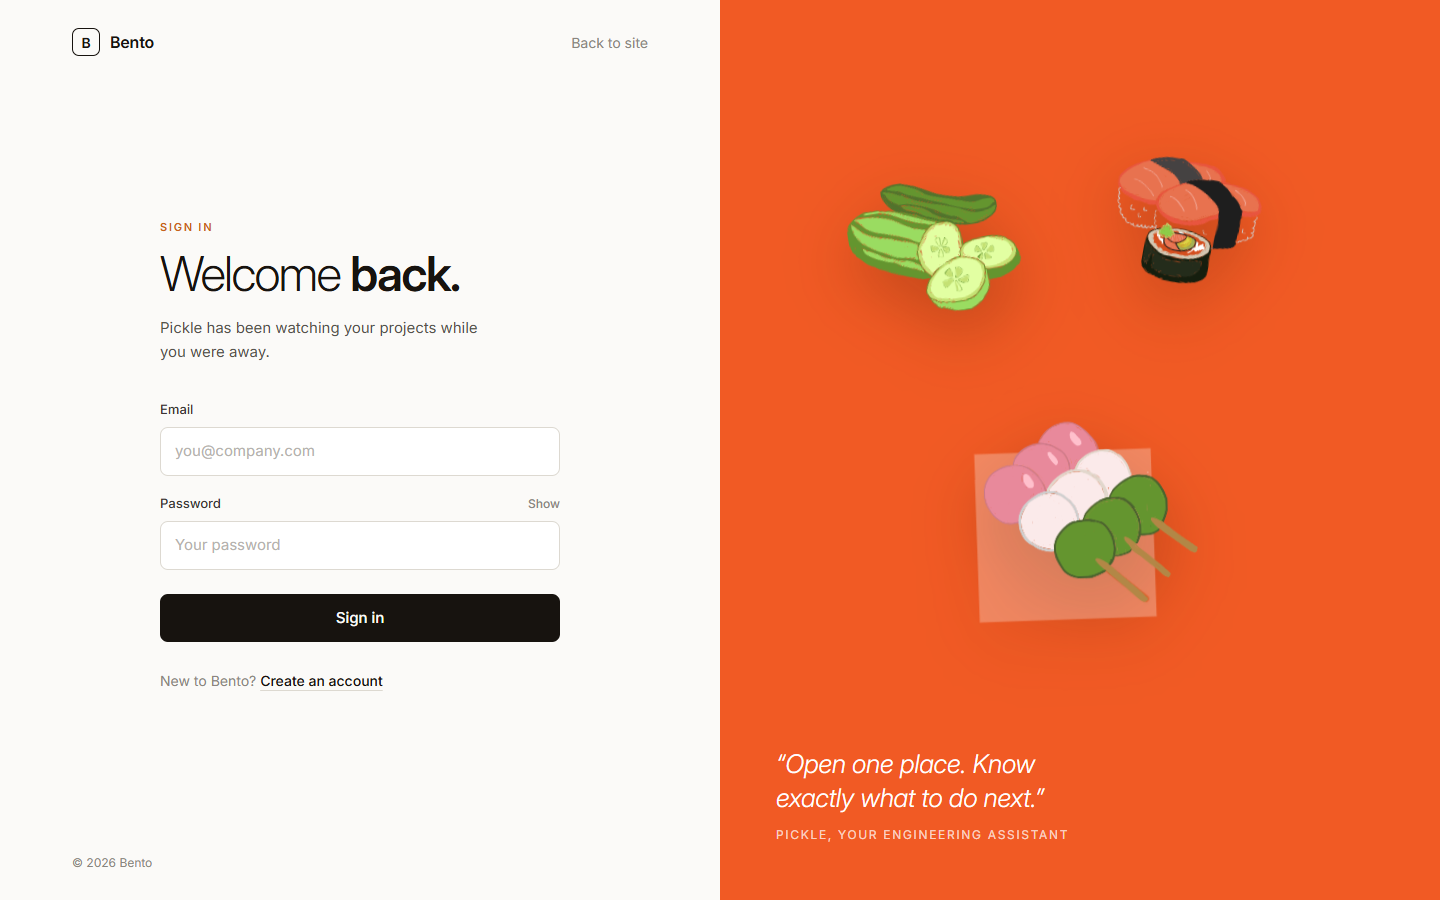 B
Bento
Back to site
SIGN IN
Welcome back.
Pickle has been watching your projects while
you were away.
Email
you@company.com
Password
Show
Your password
Sign in
New to Bento? Create an account
© 2026 Bento
“Open one place. Know
exactly what to do next.”
PICKLE, YOUR ENGINEERING ASSISTANT